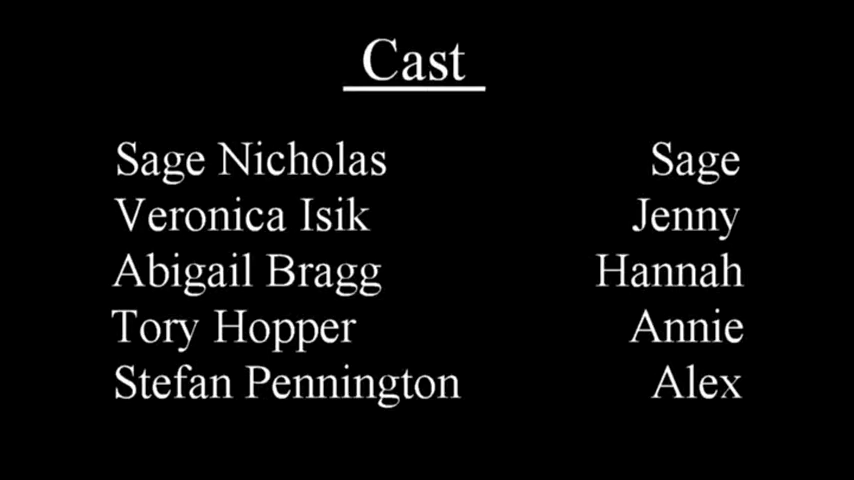 Cast
Sage Nicholas Sage
Veronica Isik Jenny
Abigail Bragg Hannah
Tory Hopper Annie
Stefan Pennington Alex